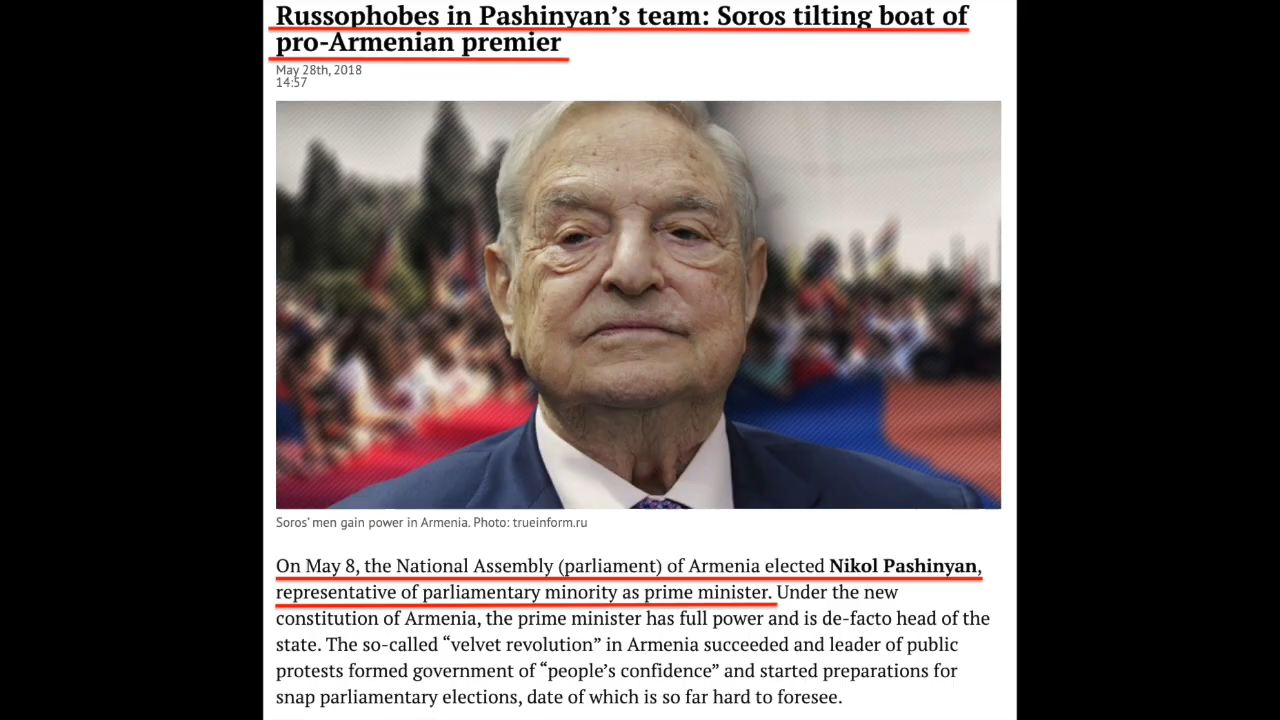 Russophobes in Pashinyan’s team: Soros tilting boat of
pro-Armenian premier
May 28th, 2018
14:57
Soros’ men gain power in Armenia. Photo: trueinform.ru
On May 8, the National Assembly (parliament) of Armenia elected Nikol Pashinyan,
representative of parliamentary minority as prime minister. Under the new
constitution of Armenia, the prime minister has full power and is de-facto head of the
state. The so-called “velvet revolution” in Armenia succeeded and leader of public
protests formed government of “people’s confidence” and started preparations for
snap parliamentary elections, date of which is so far hard to foresee.